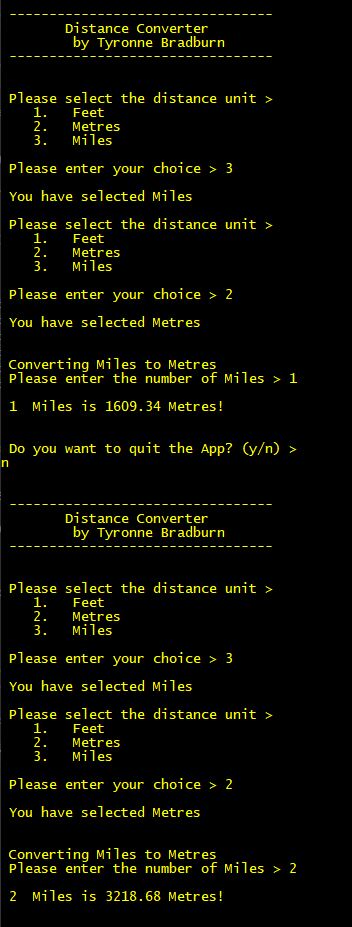 ---------------------------------
Distance Converter
by Tyronne Bradburn
---------------------------------
Please select the distance unit >
1. Feet
2. Metres
3. Miles
Please enter your choice > 3
You have selected Miles
Please select the distance unit >
1. Feet
2. Metres
3. Miles
Please enter your choice > 2
You have selected Metres
Converting Miles to Metres
Please enter the number of Miles > 1
1 Miles is 1609.34 Metres!
Do you want to quit the App? (y/n) >
n
---------------------------------
Distance Converter
by Tyronne Bradburn
---------------------------------
Please select the distance unit >
1. Feet
2. Metres
3. Miles
Please enter your choice > 3
You have selected Miles
Please select the distance unit >
1. Feet
2. Metres
3. Miles
Please enter your choice > 2
You have selected Metres
Converting Miles to Metres
Please enter the number of Miles > 2
2 Miles is 3218.68 Metres!